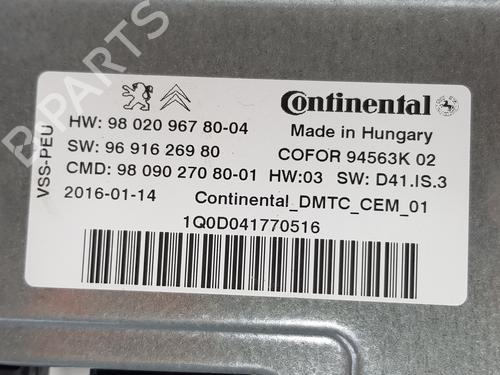 Continental
HW: 98 020 967 80-04
Made in Hungary
SW: 96 916 269 80
COFOR 94563K 02
CMD: 98 090 270 80-01 HW:03 SW: D41.IS.3
2016-01-14 Continental_DMTC_CEM_01
1Q0D041770516
VSS-PEU
B-PARTS